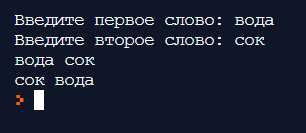 Введите первое слово: вода
Введите второе слово: сок
вода сок
сок вода
>